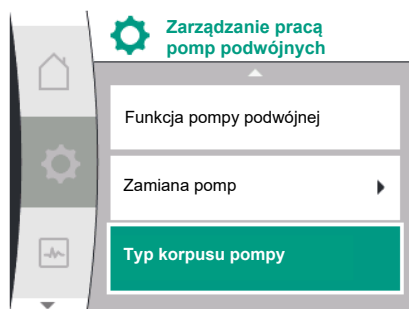 Zarządzanie pracą
pomp podwójnych
Funkcja pompy podwójnej
Zamiana pomp
Typ korpusu pompy